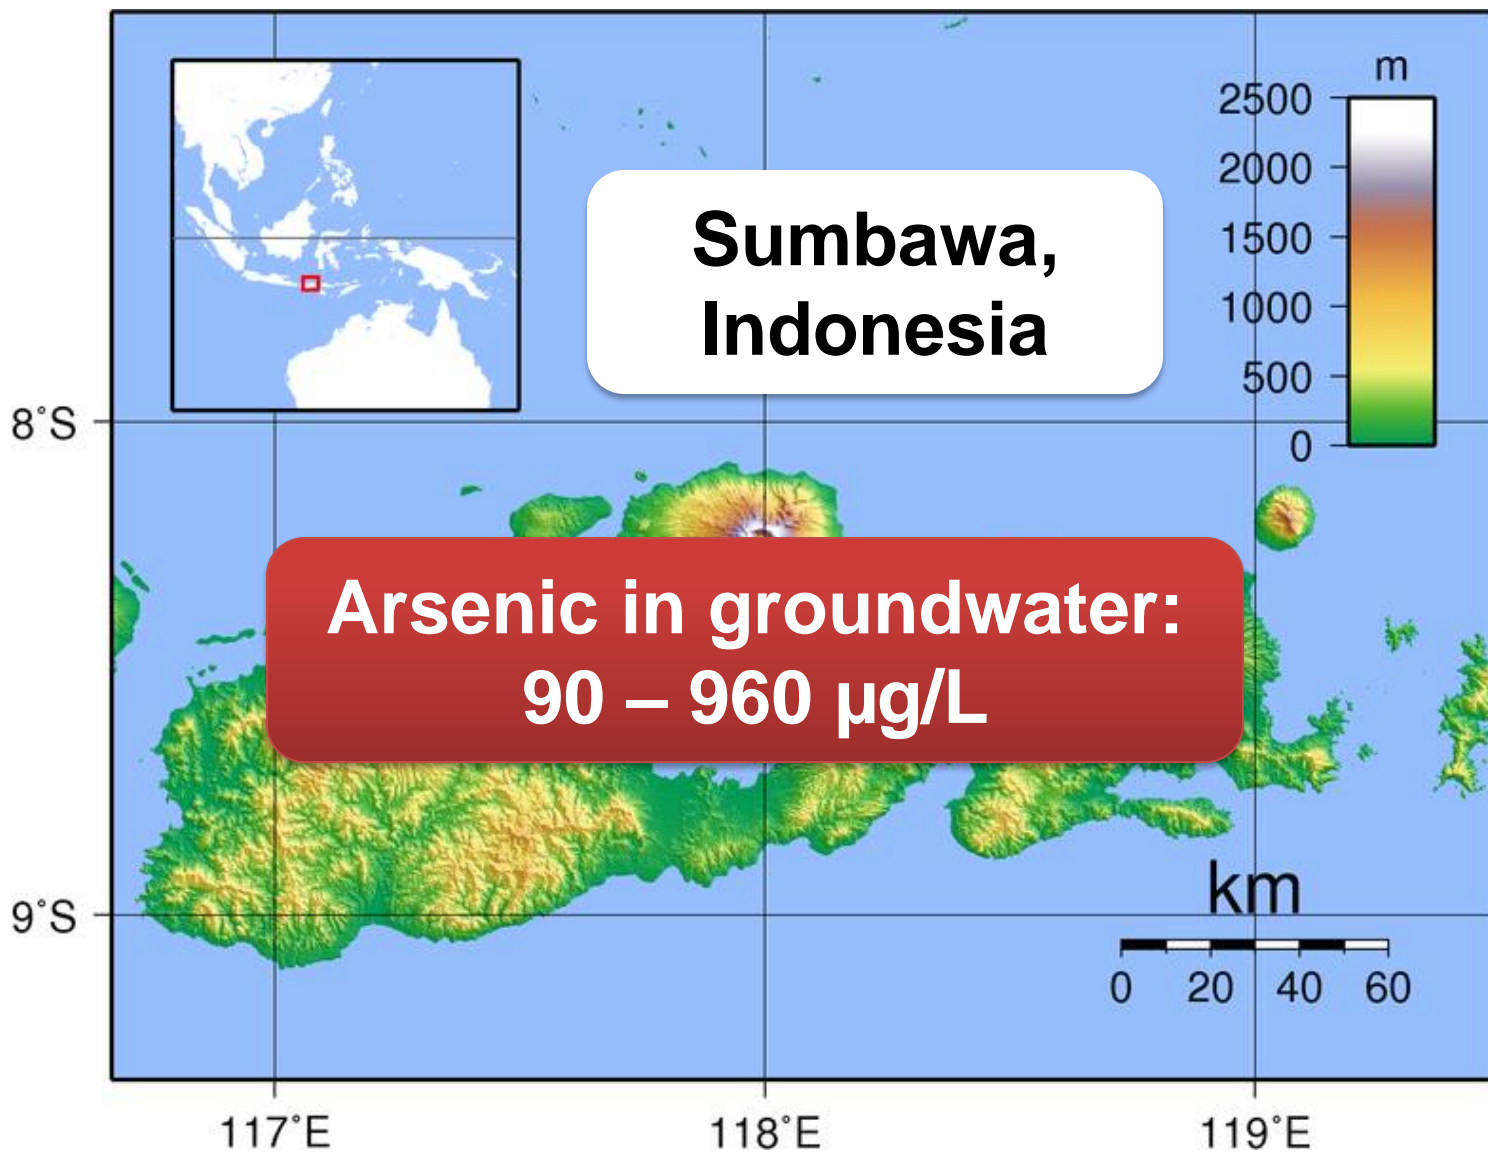 m
2500
2000
1500
1000
500
0
Sumbawa,
Indonesia
8°S
Arsenic in groundwater:
90 – 960 µg/L
km
9°S
0 20 40 60
117°E 118°E 119°E